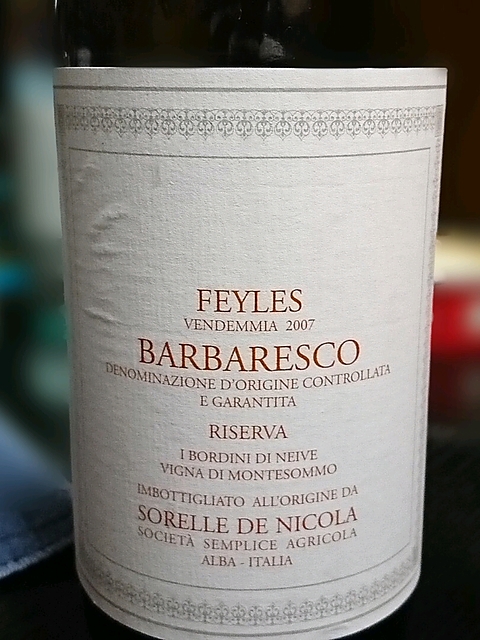 FEYLES
VENDEMMIA 2007
BARBARESCO
DENOMINAZIONE D'ORIGINE CONTROLLATA
E GARANTITA
RISERVA
I BORDINI DI NEIVE
VIGNA DI MONTESOMMO
IMBOTTIGLIATO ALL'ORIGINE DA
SORELLE DE NICOLA
SOCIETÀ SEMPLICE AGRICOLA
ALBA - ITALIA